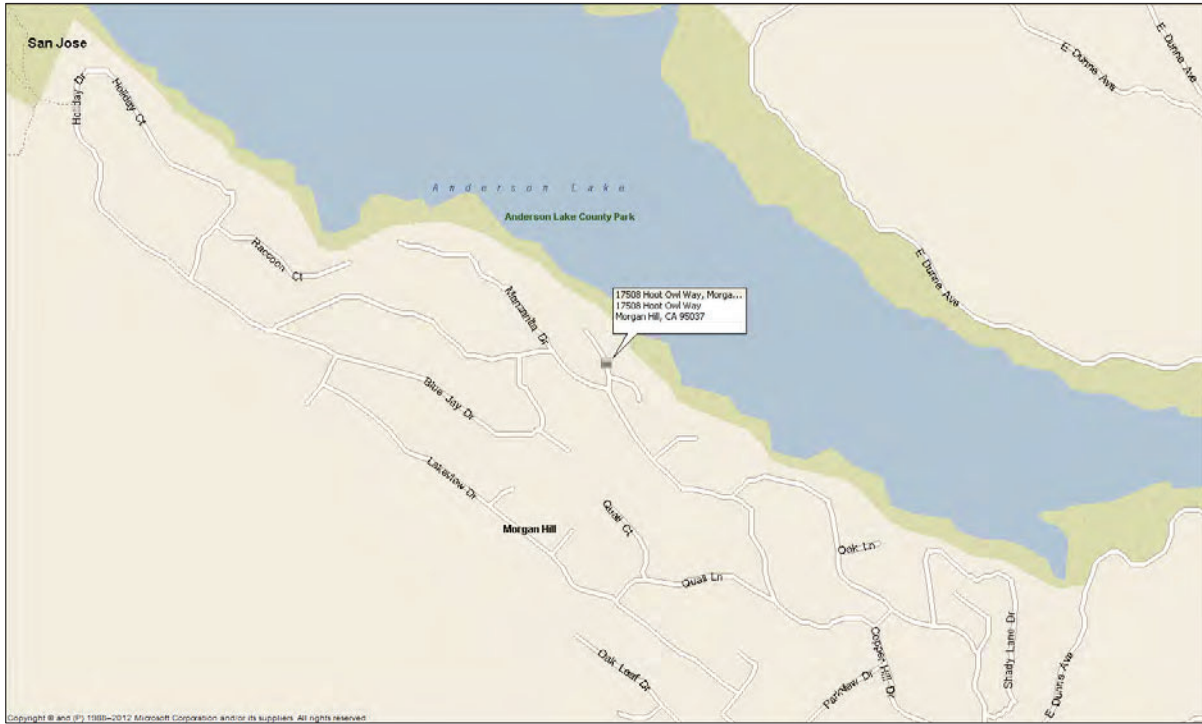 San Jose
E Dunne Ave
E Dunne Ave
Holiday Dr
Holiday Ct
Anderson Lake
Anderson Lake County Park
Raccoon Ct
E Dunne Ave
Manzanita Dr
17508 Hoot Owl Way, Morga...
17508 Hoot Owl Way
Morgan Hill, CA 95037
Blue Jay Dr
Lakeview Dr
Morgan Hill
Quail Ct
Oak Ln
Quail Ln
Oak Leaf Dr
Copper Hill Dr
Parkview Dr
Shady Lane Dr
E Dunne Ave
Copyright © and (P) 1988–2012 Microsoft Corporation and/or its suppliers. All rights reserved.